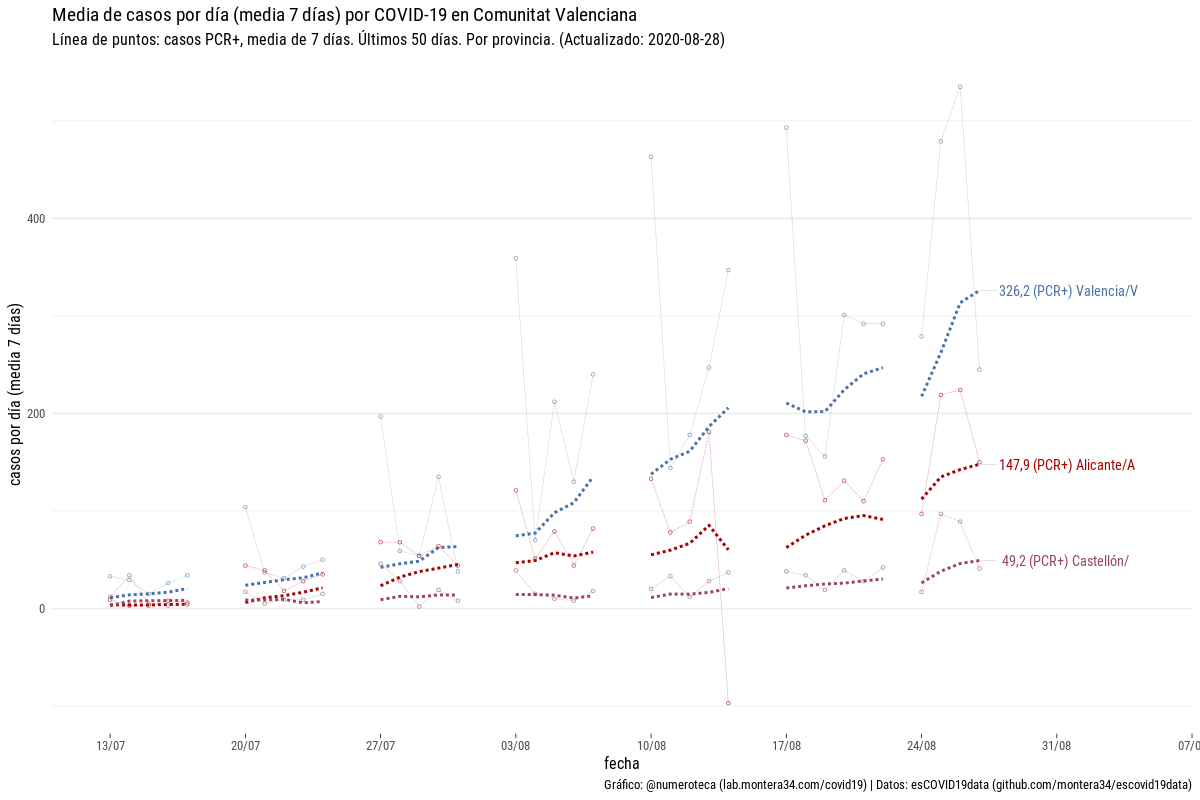 Media de casos por día (media 7 días) por COVID-19 en Comunitat Valenciana
Línea de puntos: casos PCR+, media de 7 días. Últimos 50 días. Por provincia. (Actualizado: 2020-08-28)
casos por día (media 7 días)
400
200
0
326,2 (PCR+) Valencia/V
147,9 (PCR+) Alicante/A
49,2 (PCR+) Castellón/
13/07
20/07
27/07
03/08
10/08
17/08
24/08
31/08
07/0
fecha
Gráfico: @numeroteca (lab.montera34.com/covid19) | Datos: esCOVID19data (github.com/montera34/escovid19data)